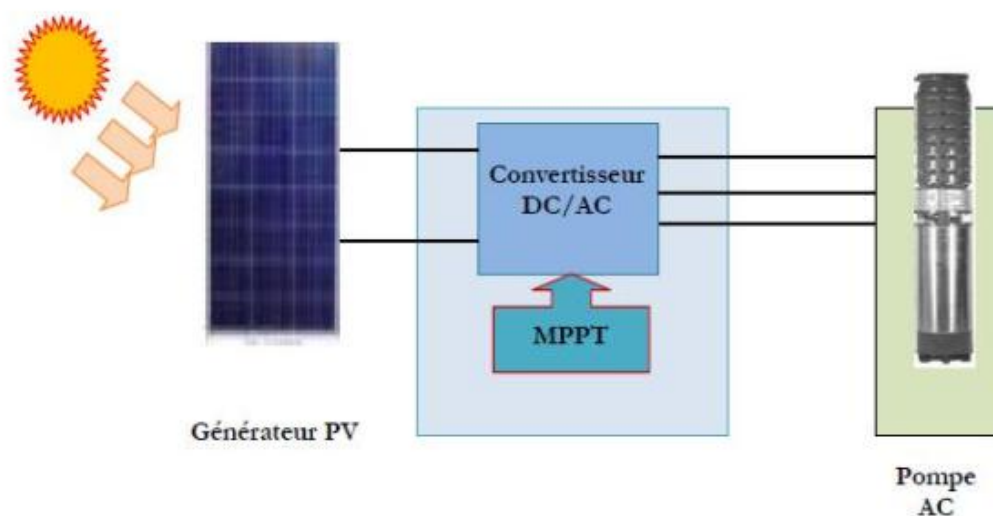 Convertisseur
DC/AC
MPPT
Générateur PV
Pompe
AC